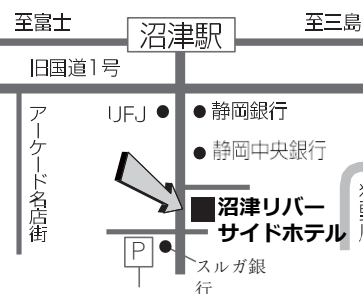 至富士
沼津駅
至三島
旧国道1号
アーケード名店街
UFJ
静岡銀行
静岡中央銀行
沼津リバー
サイドホテル
P
スルガ銀
行